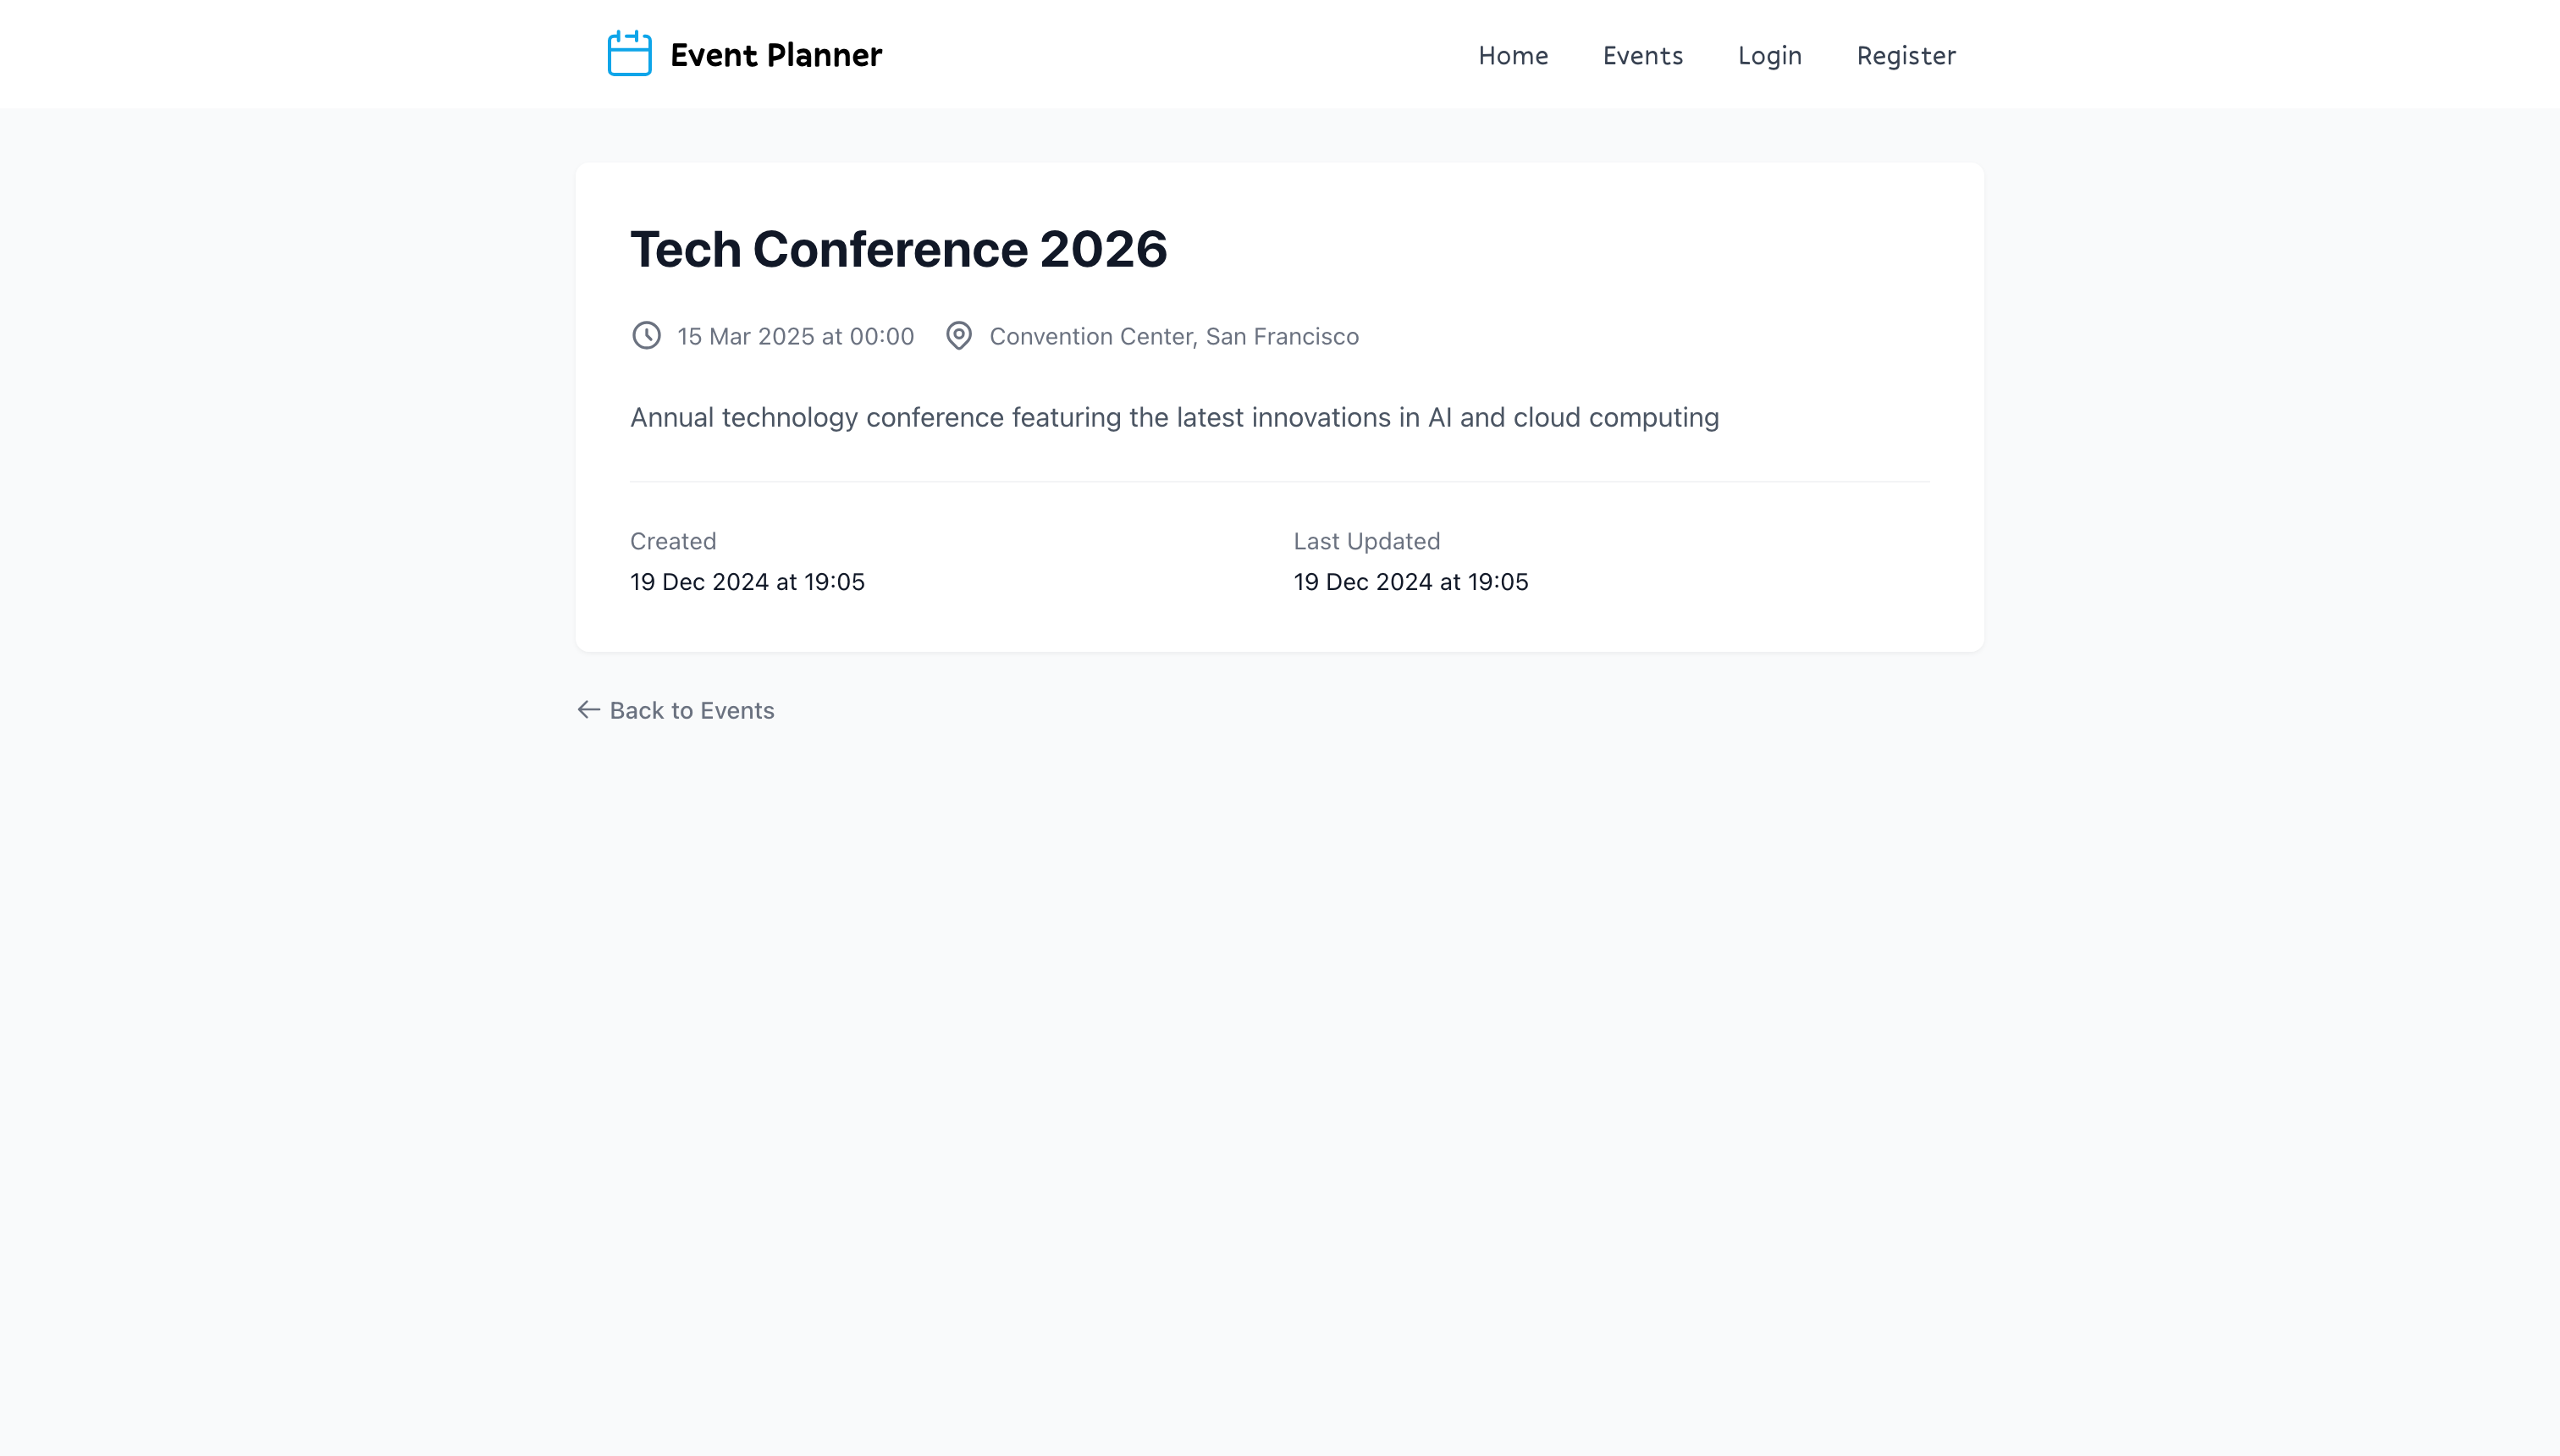 Event Planner
Home Events Login Register
Tech Conference 2026
15 Mar 2025 at 00:00 Convention Center, San Francisco
Annual technology conference featuring the latest innovations in AI and cloud computing
Created Last Updated
19 Dec 2024 at 19:05 19 Dec 2024 at 19:05
Back to Events